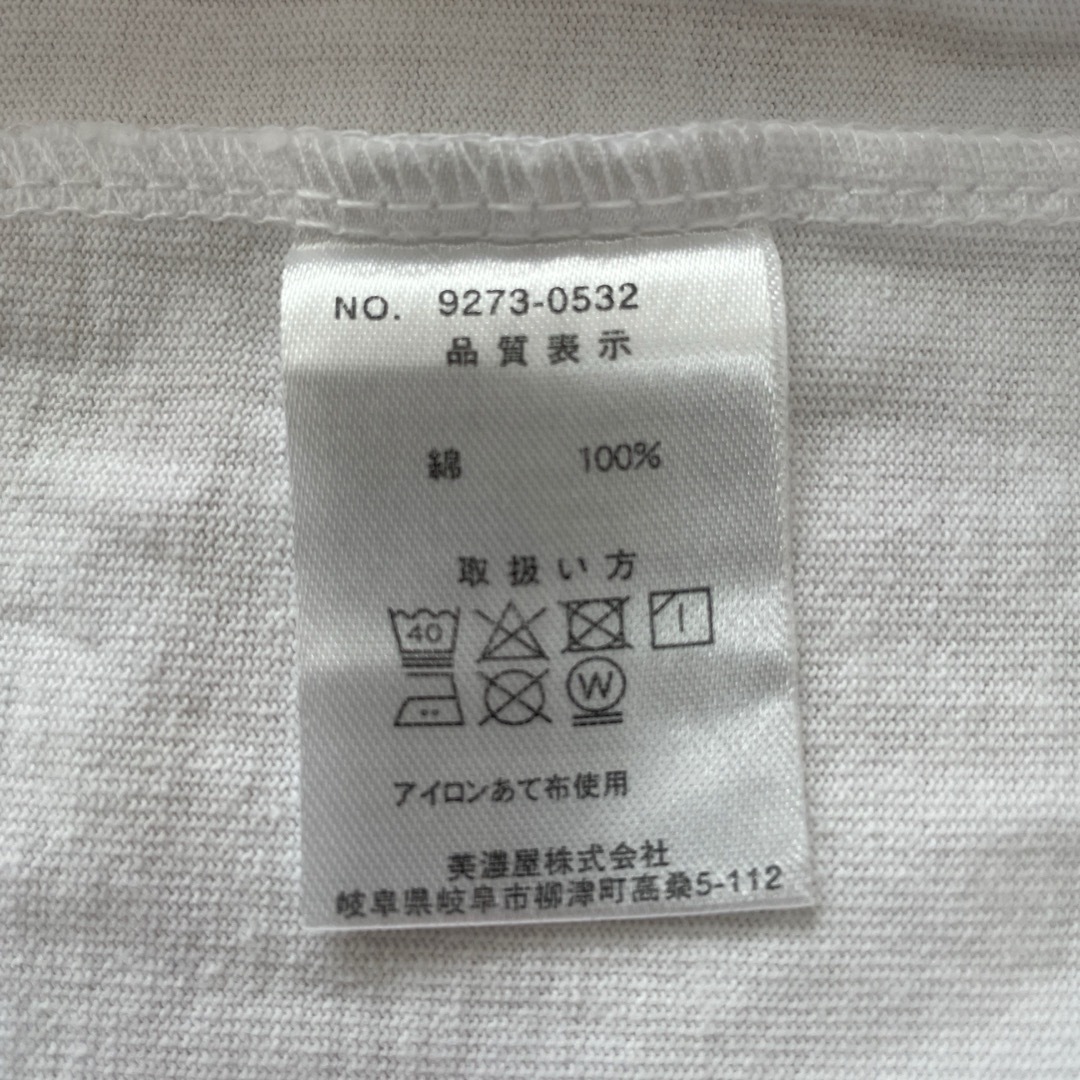 NO. 9273-0532
品質表示
綿 100%
取扱い方
40
W
アイロンあて布使用
美濃屋株式会社
岐阜県岐阜市柳津町高桑5-112